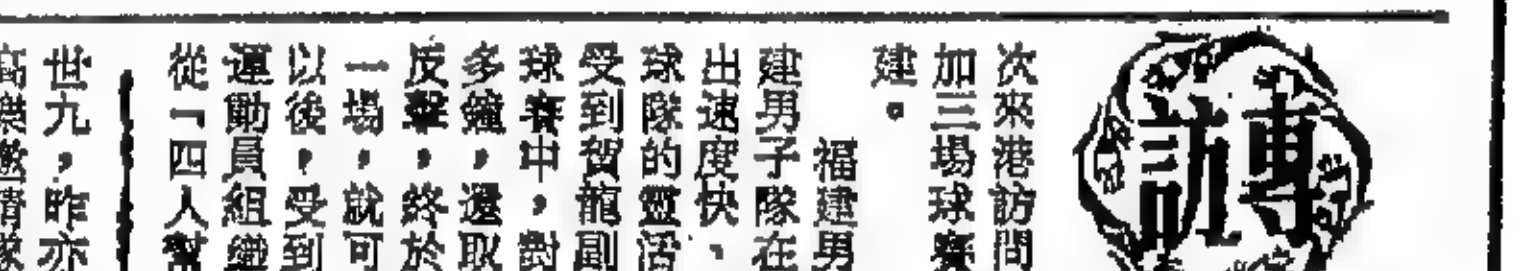 專訪
次來港訪問
加三場球賽
建。
福建男
建男子隊在
出速度快、
球隊的靈活
受到賀龍副
球賽中，對
多鐘，還取
反擊，終於
一場，就可
以後，受到
運動員組織
從「四人幫
世九，昨亦
高樂邀請隊